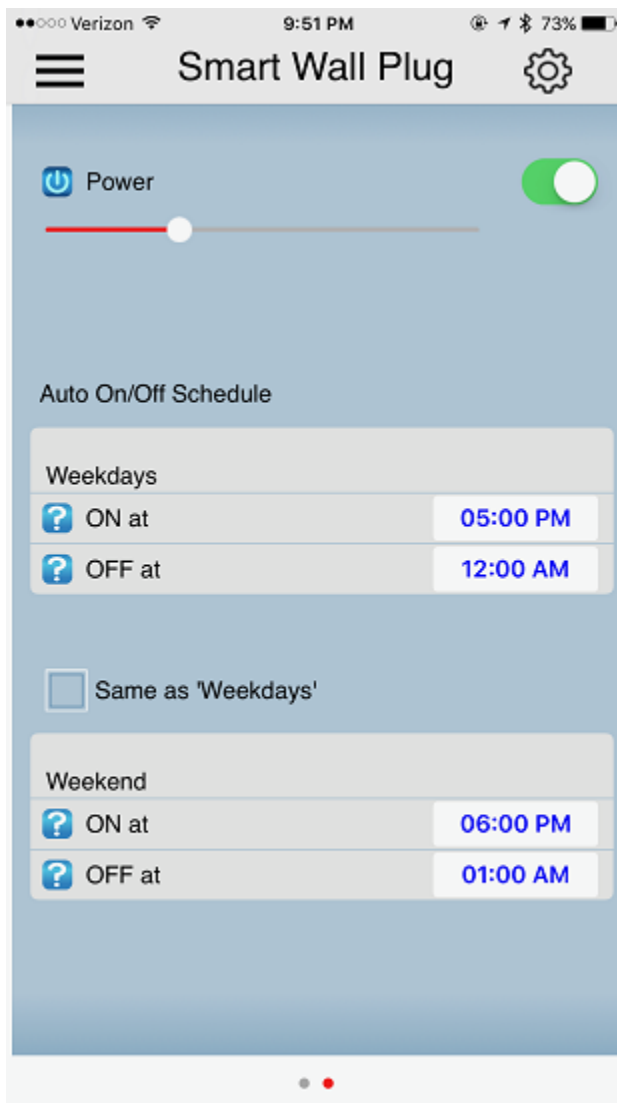 Verizon 9:51 PM 73%
Smart Wall Plug
Power
Auto On/Off Schedule
Weekdays
? ON at 05:00 PM
? OFF at 12:00 AM
Same as 'Weekdays'
Weekend
? ON at 06:00 PM
? OFF at 01:00 AM